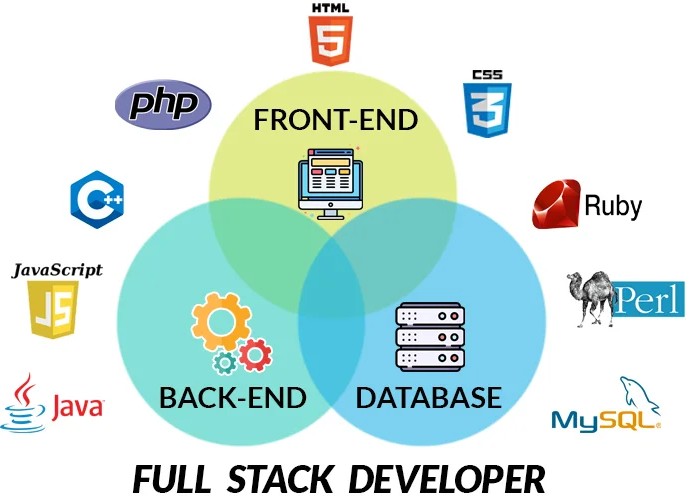 HTML
5
CSS
3
php
FRONT-END
C++
Ruby
JavaScript
JS
Perl
BACK-END
DATABASE
Java
MySQL
FULL STACK DEVELOPER